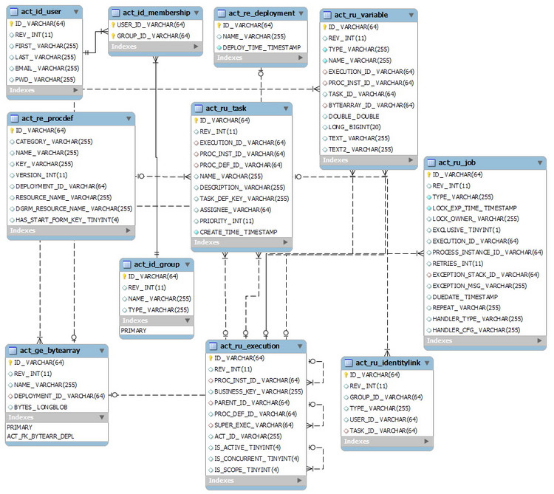 act_id_user
ID_ VARCHAR(64)
REV_ INT(11)
FIRST_ VARCHAR(255)
LAST_ VARCHAR(255)
EMAIL_ VARCHAR(255)
PWD_ VARCHAR(255)
Indexes
act_id_membership
USER_ID_ VARCHAR(64)
GROUP_ID_ VARCHAR(64)
Indexes
act_re_deployment
ID_ VARCHAR(64)
NAME_ VARCHAR(255)
DEPLOY_TIME_ TIMESTAMP
Indexes
act_ru_variable
ID_ VARCHAR(64)
REV_ INT(11)
TYPE_ VARCHAR(255)
NAME_ VARCHAR(255)
EXECUTION_ID_ VARCHAR(64)
PROC_INST_ID_ VARCHAR(64)
TASK_ID_ VARCHAR(64)
BYTEARRAY_ID_ VARCHAR(64)
DOUBLE_ DOUBLE
LONG_ BIGINT(20)
TEXT_ VARCHAR(255)
TEXT2_ VARCHAR(255)
Indexes
act_re_procdef
ID_ VARCHAR(64)
CATEGORY_ VARCHAR(255)
NAME_ VARCHAR(255)
KEY_ VARCHAR(255)
VERSION_ INT(11)
DEPLOYMENT_ID_ VARCHAR(64)
RESOURCE_NAME_ VARCHAR(255)
DGRM_RESOURCE_NAME_ VARCHAR(255)
HAS_START_FORM_KEY_ TINYINT(4)
Indexes
act_ru_task
ID_ VARCHAR(64)
REV_ INT(11)
EXECUTION_ID_ VARCHAR(64)
PROC_INST_ID_ VARCHAR(64)
PROC_DEF_ID_ VARCHAR(64)
NAME_ VARCHAR(255)
DESCRIPTION_ VARCHAR(255)
TASK_DEF_KEY_ VARCHAR(255)
ASSIGNEE_ VARCHAR(64)
PRIORITY_ INT(11)
CREATE_TIME_ TIMESTAMP
Indexes
act_ru_job
ID_ VARCHAR(64)
REV_ INT(11)
TYPE_ VARCHAR(255)
LOCK_EXP_TIME_ TIMESTAMP
LOCK_OWNER_ VARCHAR(255)
EXCLUSIVE_ TINYINT(1)
EXECUTION_ID_ VARCHAR(64)
PROCESS_INSTANCE_ID_ VARCHAR(64)
RETRIES_ INT(11)
EXCEPTION_STACK_ID_ VARCHAR(64)
EXCEPTION_MSG_ VARCHAR(255)
DUEDATE_ TIMESTAMP
REPEAT_ VARCHAR(255)
HANDLER_TYPE_ VARCHAR(255)
HANDLER_CFG_ VARCHAR(255)
Indexes
act_id_group
ID_ VARCHAR(64)
REV_ INT(11)
NAME_ VARCHAR(255)
TYPE_ VARCHAR(255)
Indexes
PRIMARY
act_ge_bytearray
ID_ VARCHAR(64)
REV_ INT(11)
NAME_ VARCHAR(255)
DEPLOYMENT_ID_ VARCHAR(64)
BYTES_ LONGBLOB
Indexes
PRIMARY
ACT_FK_BYTEARR_DEPL
act_ru_execution
ID_ VARCHAR(64)
REV_ INT(11)
PROC_INST_ID_ VARCHAR(64)
BUSINESS_KEY_ VARCHAR(255)
PARENT_ID_ VARCHAR(64)
PROC_DEF_ID_ VARCHAR(64)
SUPER_EXEC_ VARCHAR(64)
ACT_ID_ VARCHAR(255)
IS_ACTIVE_ TINYINT(4)
IS_CONCURRENT_ TINYINT(4)
IS_SCOPE_ TINYINT(4)
Indexes
act_ru_identitylink
ID_ VARCHAR(64)
REV_ INT(11)
GROUP_ID_ VARCHAR(64)
TYPE_ VARCHAR(255)
USER_ID_ VARCHAR(64)
TASK_ID_ VARCHAR(64)
Indexes